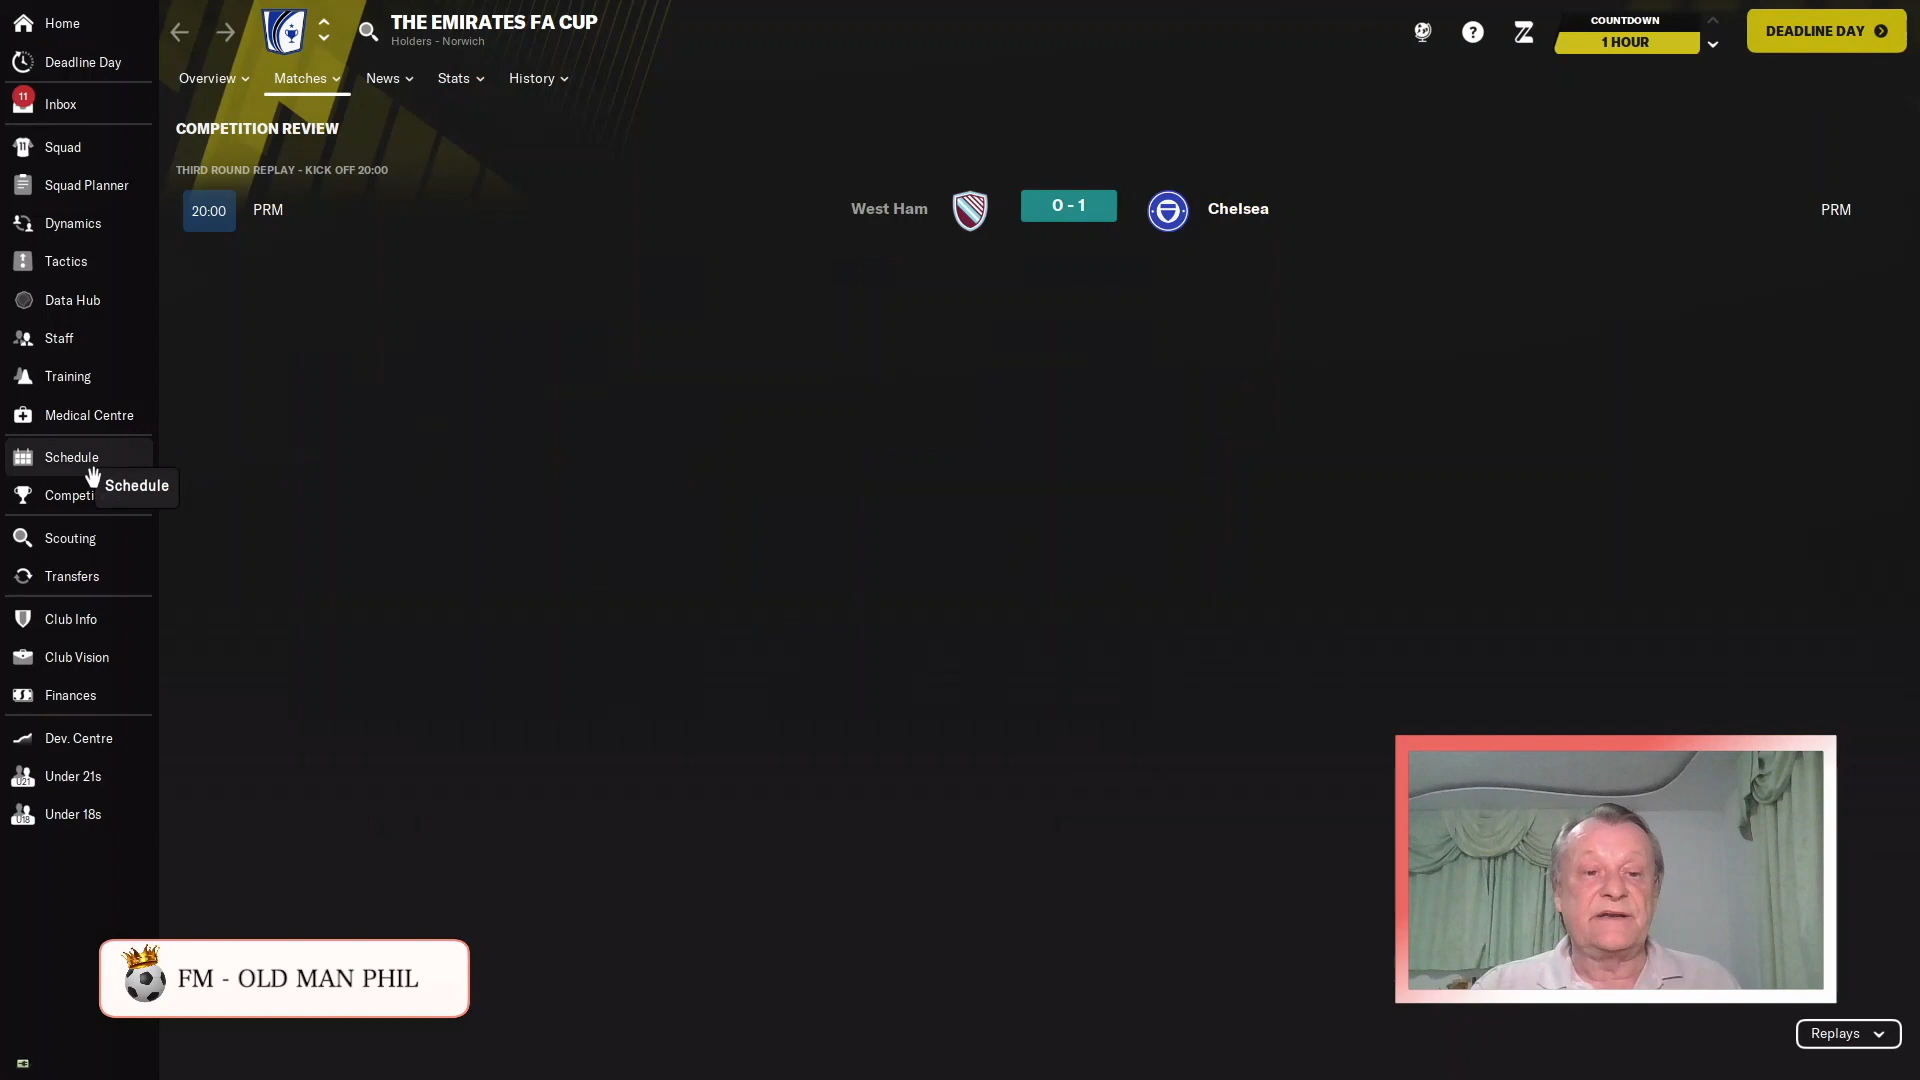 Home
Deadline Day
11
Inbox
11
Squad
Squad Planner
Dynamics
Tactics
Data Hub
Staff
Training
Medical Centre
Schedule
Schedule
Competi
Scouting
Transfers
Club Info
Club Vision
Finances
Dev. Centre
U21
Under 21s
U18
Under 18s
THE EMIRATES FA CUP
Holders - Norwich
?
COUNTDOWN
1 HOUR
DEADLINE DAY
Overview
Matches
News
Stats
History
COMPETITION REVIEW
THIRD ROUND REPLAY - KICK OFF 20:00
20:00
PRM
West Ham
0 - 1
Chelsea
PRM
FM - OLD MAN PHIL
Replays